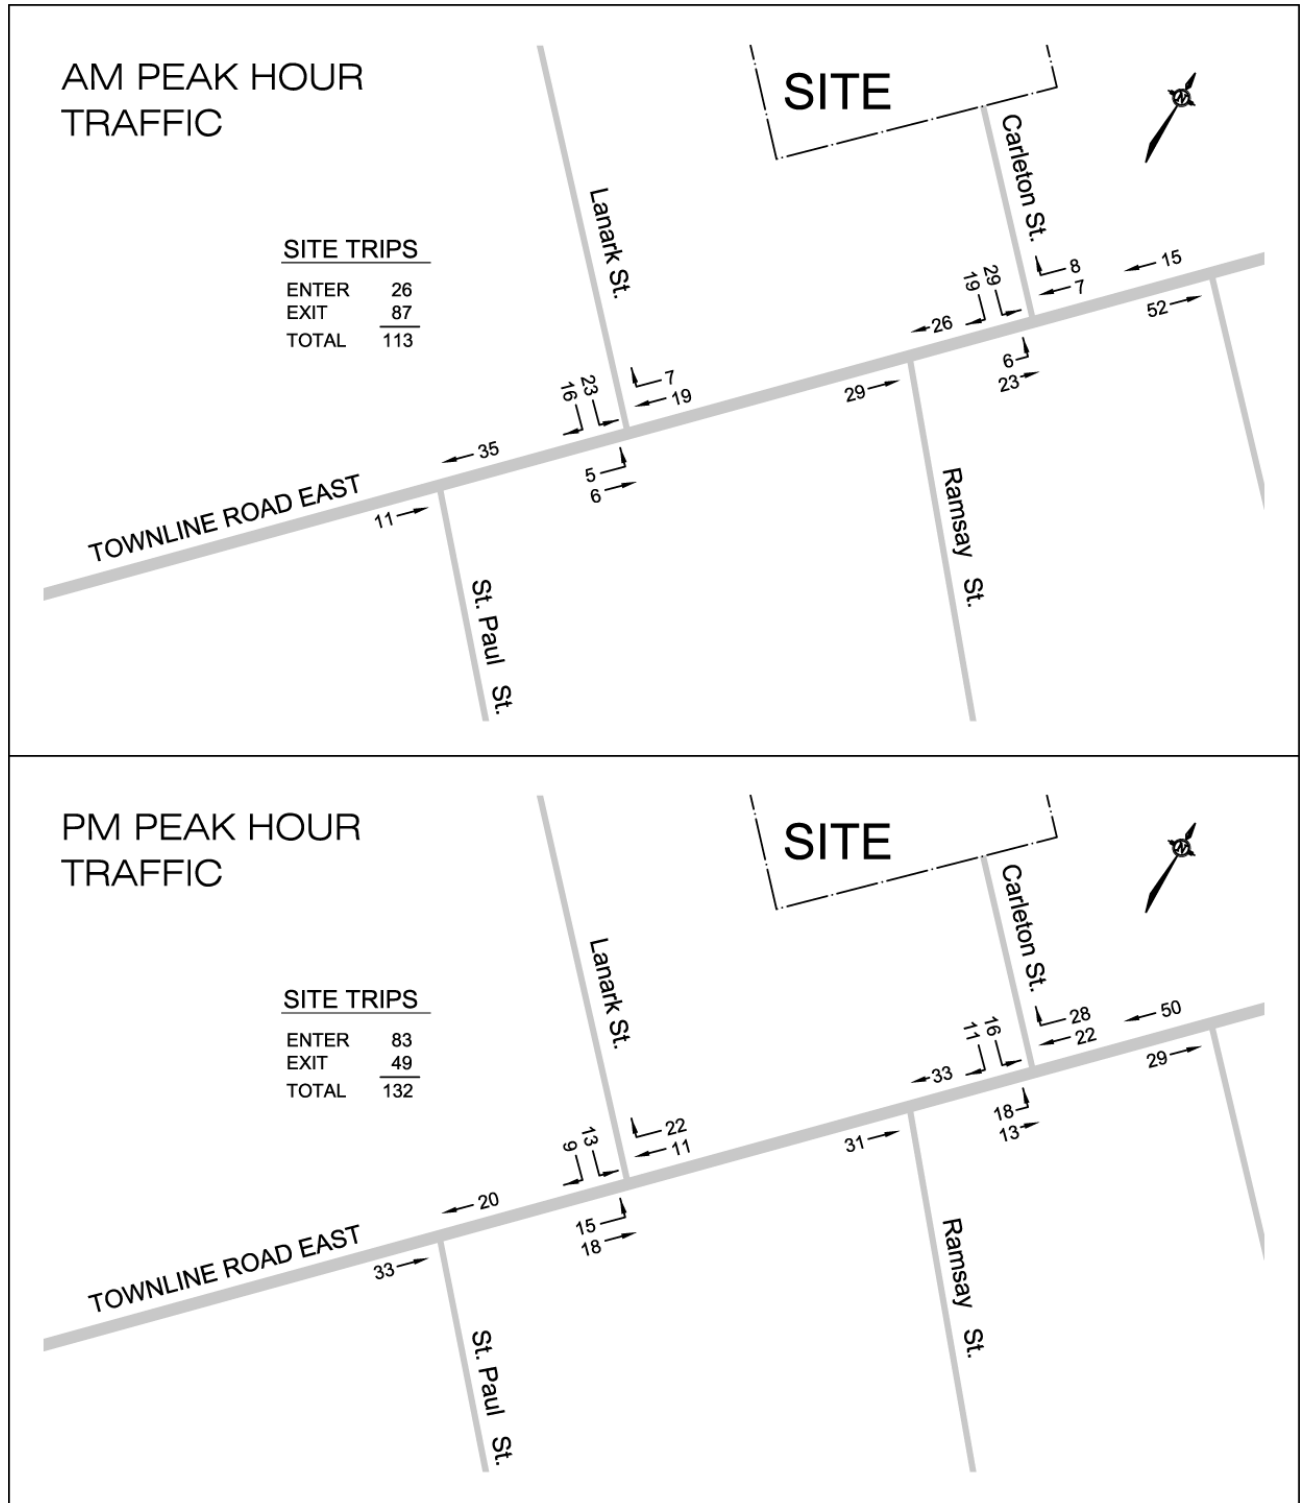 AM PEAK HOUR
TRAFFIC
SITE
N
Carleton St.
Lanark St.
SITE TRIPS
ENTER 26
EXIT 87
TOTAL 113
8
7
15
52
29
19
26
6
23
29
7
19
23
16
35
5
6
11
TOWNLINE ROAD EAST
St. Paul St.
Ramsay St.
PM PEAK HOUR
TRAFFIC
SITE
N
Carleton St.
Lanark St.
SITE TRIPS
ENTER 83
EXIT 49
TOTAL 132
28
22
50
29
16
11
33
18
13
31
22
11
13
9
20
15
18
33
TOWNLINE ROAD EAST
St. Paul St.
Ramsay St.